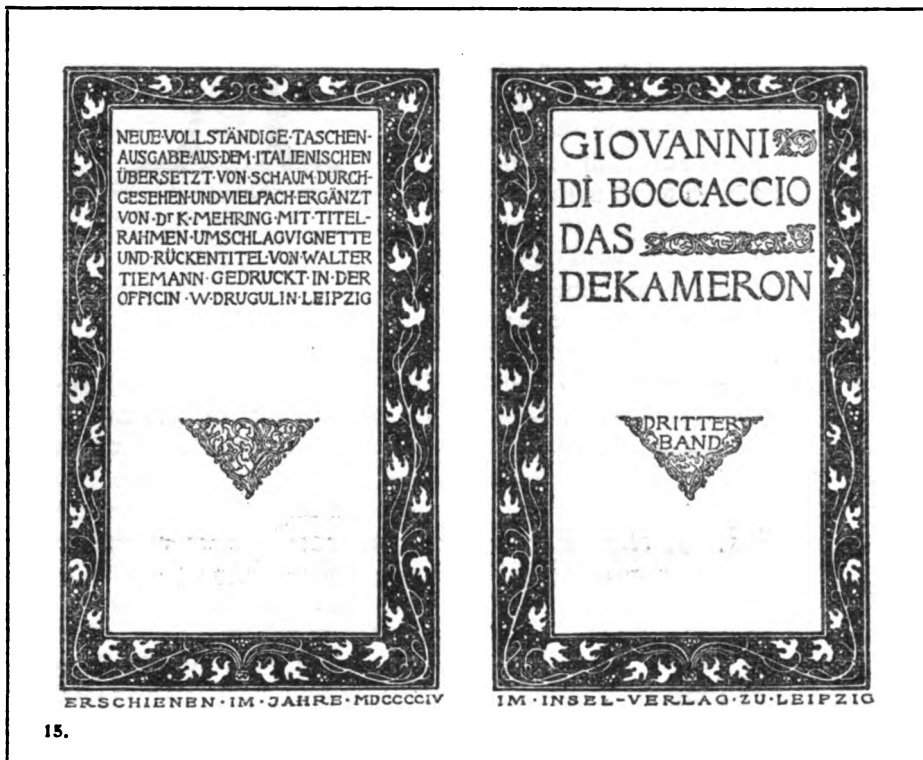 NEUE·VOLLSTÄNDIGE·TASCHEN-
AUSGABE·AUS·DEM·ITALIENISCHEN
ÜBERSETZT·VON·SCHAUM·DURCH-
GESEHEN·UND·VIELFACH·ERGÄNZT
VON·Dr K·MEHRING·MIT·TITEL-
RAHMEN·UMSCHLAGVIGNETTE
UND·RÜCKENTITEL·VON·WALTER
TIEMANN·GEDRUCKT·IN·DER
OFFICIN·W·DRUGULIN·LEIPZIG
ERSCHIENEN·IM·JAHRE·MDCCCCIV
GIOVANNI
DI BOCCACCIO
DAS
DEKAMERON
DRITTER
BAND
IM·INSEL-VERLAG·ZU·LEIPZIG
15.